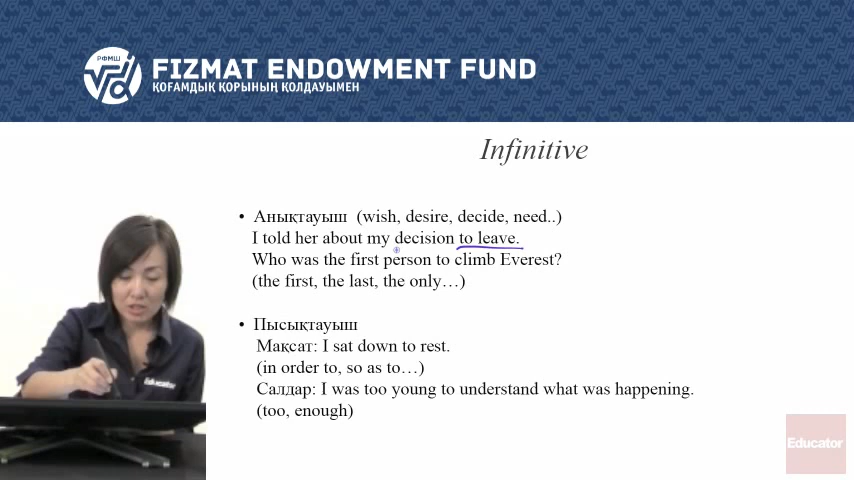 РФМШ
FIZMAT ENDOWMENT FUND
ҚОҒАМДЫҚ ҚОРЫНЫҢ ҚОЛДАУЫМЕН
Infinitive
• Анықтауыш (wish, desire, decide, need..)
I told her about my decision to leave.
Who was the first person to climb Everest?
(the first, the last, the only…)
• Пысықтауыш
Мақсат: I sat down to rest.
(in order to, so as to…)
Салдар: I was too young to understand what was happening.
(too, enough)
Educator
Educator